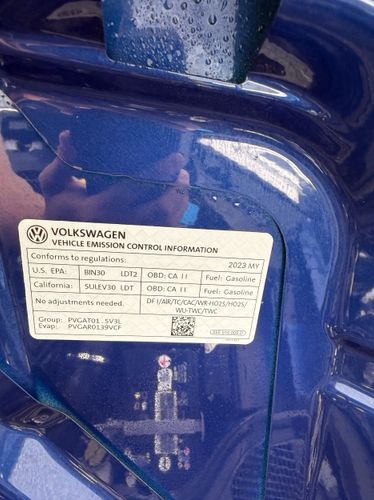 VOLKSWAGEN
VEHICLE EMISSION CONTROL INFORMATION
Conforms to regulations: 2023 MY
U.S. EPA: BIN30 LDT2 OBD: CA II Fuel: Gasoline
California: SULEV30 LDT OBD: CA II Fuel: Gasoline
No adjustments needed. DFI/AIR/TC/CAC/WR-HO2S/HO2S/
WU-TWC/TWC
Group: PVGAT01.5V3L
Evap: PVGAR0139VCF